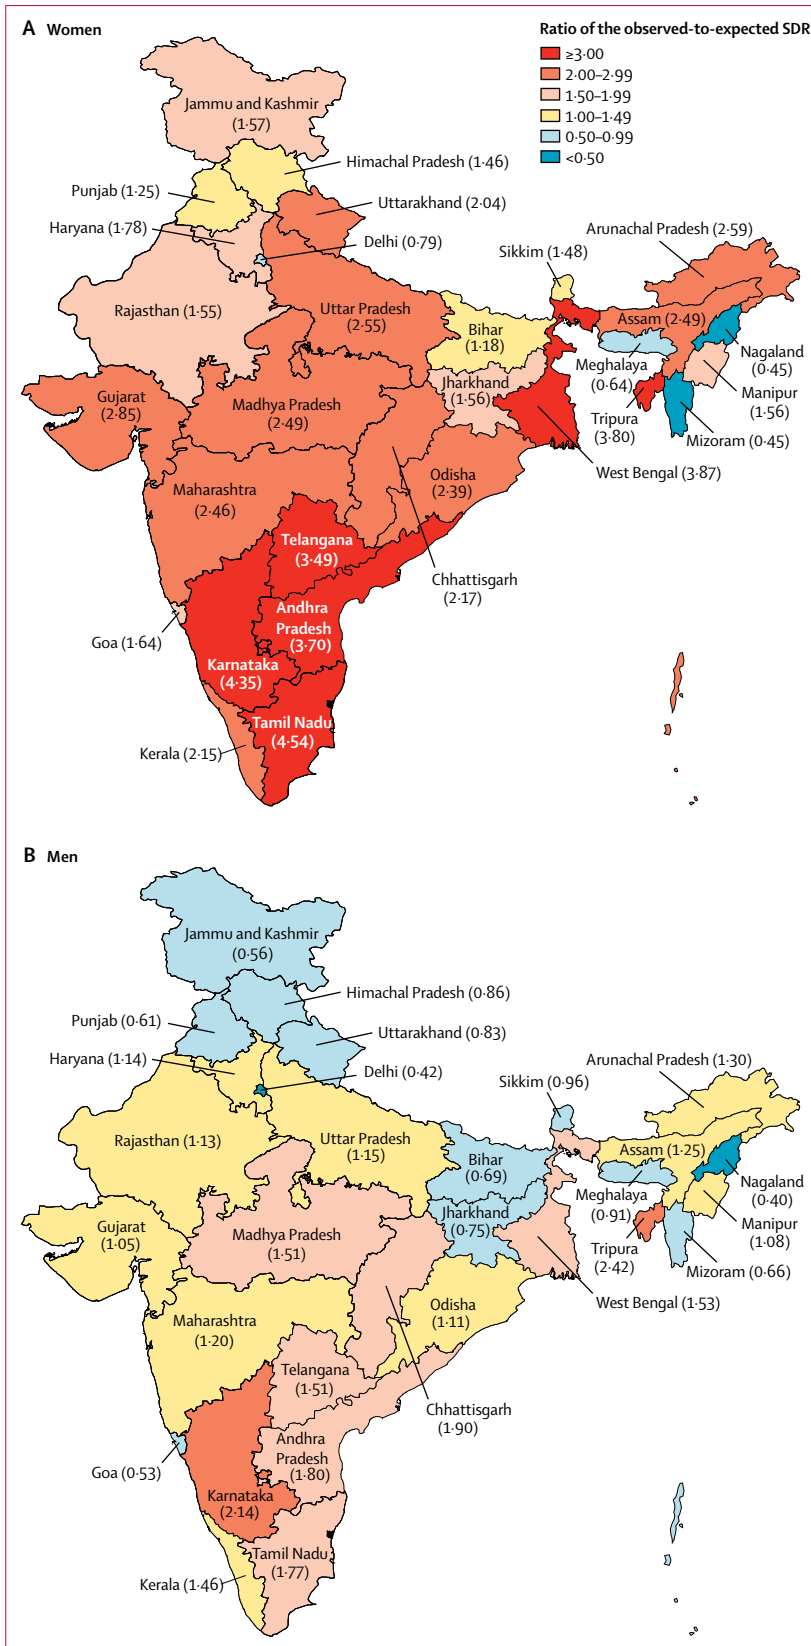 A Women
Ratio of the observed-to-expected SDR
≥3·00
2·00–2·99
1·50–1·99
1·00–1·49
0·50–0·99
<0·50
Jammu and Kashmir
(1·57)
Himachal Pradesh (1·46)
Punjab (1·25)
Uttarakhand (2·04)
Haryana (1·78)
Delhi (0·79)
Arunachal Pradesh (2·59)
Sikkim (1·48)
Rajasthan (1·55)
Uttar Pradesh
(2·55)
Bihar
(1·18)
Assam (2·49)
Nagaland
(0·45)
Meghalaya
(0·64)
Jharkhand
(1·56)
Manipur
(1·56)
Gujarat
(2·85)
Madhya Pradesh
(2·49)
Tripura
(3·80)
Mizoram (0·45)
West Bengal (3·87)
Maharashtra
(2·46)
Odisha
(2·39)
Telangana
(3·49)
Chhattisgarh
(2·17)
Andhra
Pradesh
(3·70)
Goa (1·64)
Karnataka
(4·35)
Tamil Nadu
(4·54)
Kerala (2·15)
B Men
Jammu and Kashmir
(0·56)
Himachal Pradesh (0·86)
Punjab (0·61)
Uttarakhand (0·83)
Haryana (1·14)
Delhi (0·42)
Arunachal Pradesh (1·30)
Sikkim (0·96)
Rajasthan (1·13)
Uttar Pradesh
(1·15)
Bihar
(0·69)
Assam (1·25)
Nagaland
(0·40)
Meghalaya
(0·91)
Jharkhand
(0·75)
Manipur
(1·08)
Gujarat
(1·05)
Madhya Pradesh
(1·51)
Tripura
(2·42)
Mizoram (0·66)
West Bengal (1·53)
Maharashtra
(1·20)
Odisha
(1·11)
Telangana
(1·51)
Chhattisgarh
(1·90)
Andhra
Pradesh
(1·80)
Goa (0·53)
Karnataka
(2·14)
Tamil Nadu
(1·77)
Kerala (1·46)